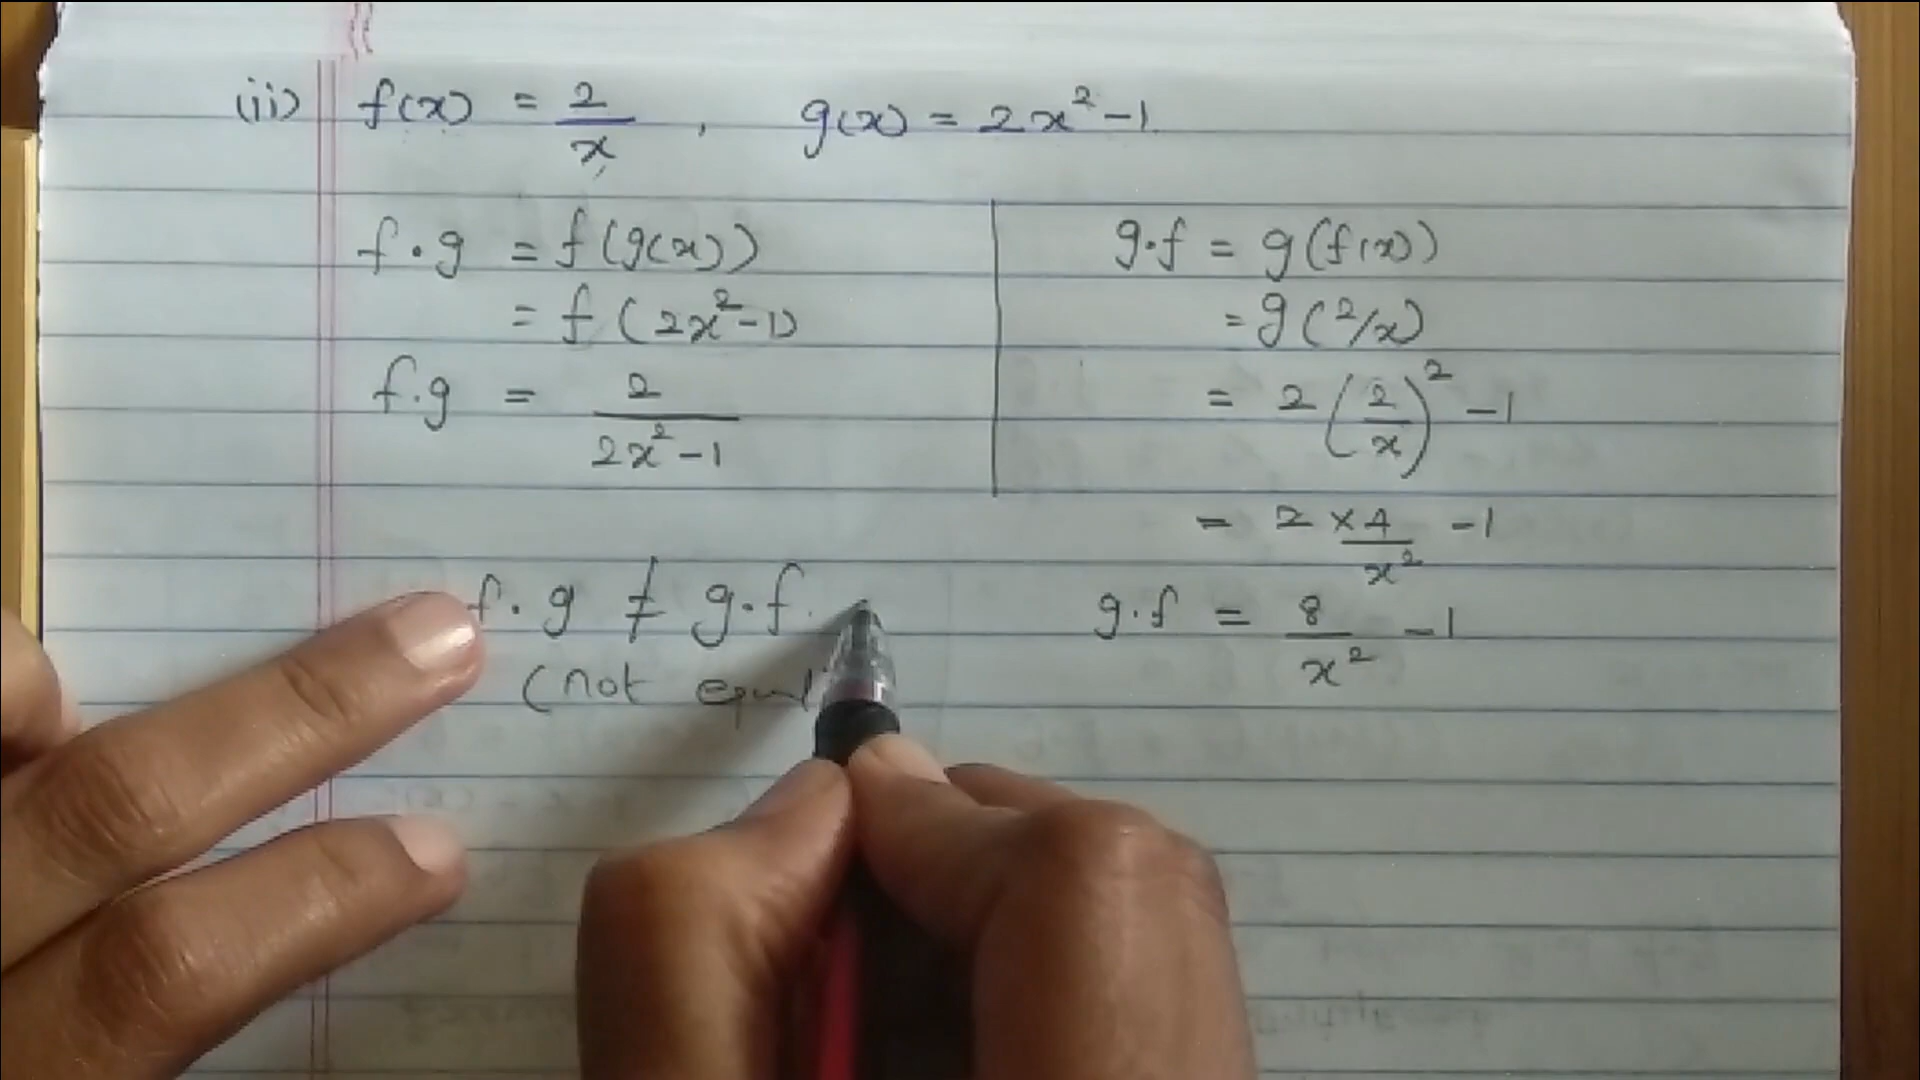 (ii) f(x) = 2/x , g(x) = 2x² - 1
f · g = f(g(x))
= f (2x² - 1)
f · g = 2/(2x² - 1)
g · f = g(f(x))
= g (2/x)
= 2 (2/x)² - 1
= 2 × 4/x² - 1
g · f = 8/x² - 1
f · g ≠ g · f.
(not equal